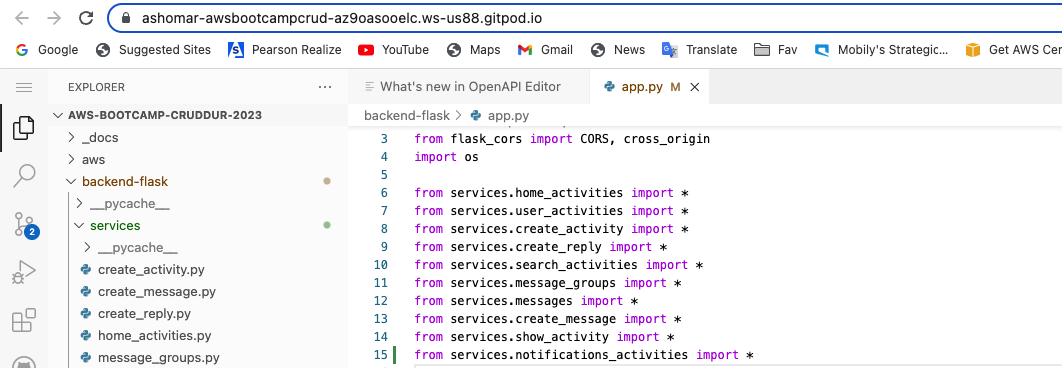 ashomar-awsbootcampcrud-az9oasooelc.ws-us88.gitpod.io
Google Suggested Sites Pearson Realize YouTube Maps Gmail News Translate Fav Mobily's Strategic... Get AWS Cer
EXPLORER ...
AWS-BOOTCAMP-CRUDDUR-2023
_docs
aws
backend-flask
__pycache__
services
__pycache__
create_activity.py
create_message.py
create_reply.py
home_activities.py
message_groups.py
2
What's new in OpenAPI Editor
app.py M
backend-flask > app.py
3 from flask_cors import CORS, cross_origin
4 import os
5
6 from services.home_activities import *
7 from services.user_activities import *
8 from services.create_activity import *
9 from services.create_reply import *
10 from services.search_activities import *
11 from services.message_groups import *
12 from services.messages import *
13 from services.create_message import *
14 from services.show_activity import *
15 from services.notifications_activities import *